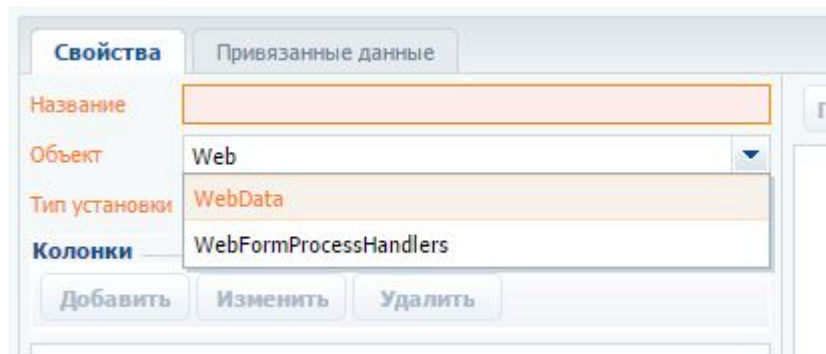 Свойства Привязанные данные
Название
Объект Web
Тип установки WebData
WebFormProcessHandlers
Колонки
Добавить Изменить Удалить